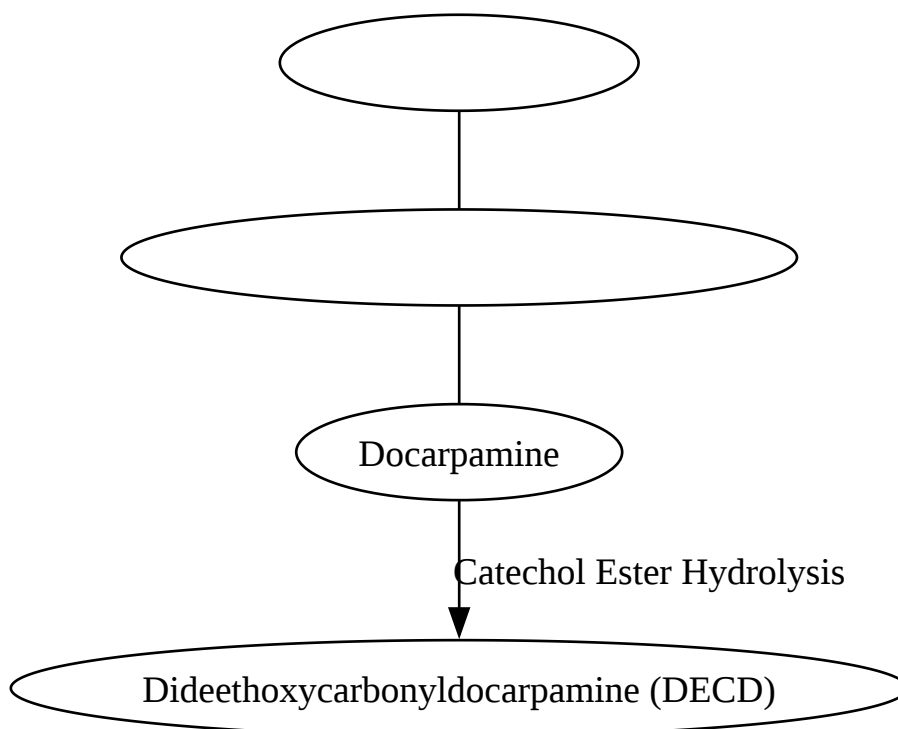 Docarpamine
Catechol Ester Hydrolysis
Dideethoxycarbonyldocarpamine (DECD)